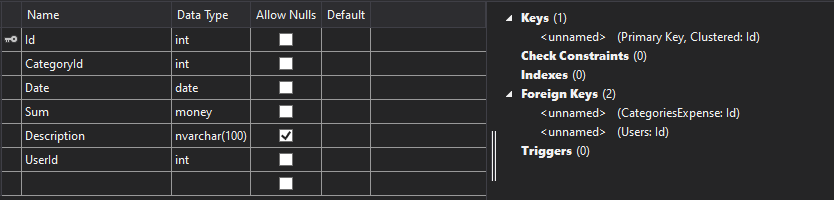 Name Data Type Allow Nulls Default
Id int
CategoryId int
Date date
Sum money
Description nvarchar(100)
UserId int
Keys (1)
<unnamed> (Primary Key, Clustered: Id)
Check Constraints (0)
Indexes (0)
Foreign Keys (2)
<unnamed> (CategoriesExpense: Id)
<unnamed> (Users: Id)
Triggers (0)